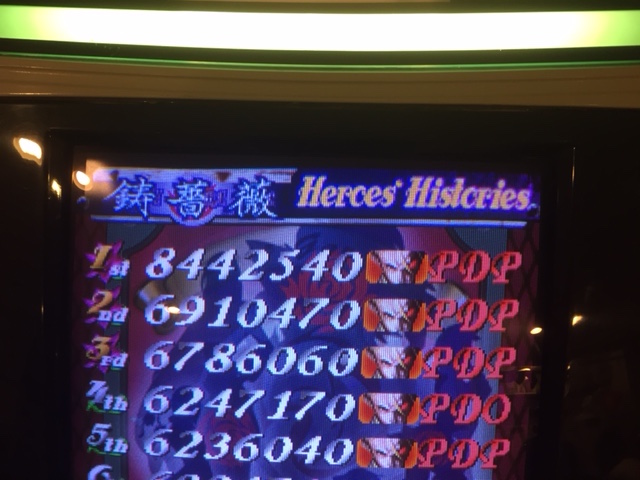 鋳薔薇 Heroes' Histories
1st 8442540 PDP
2nd 6910470 PDP
3rd 6786060 PDP
4th 6247170 PDO
5th 6236040 PDP